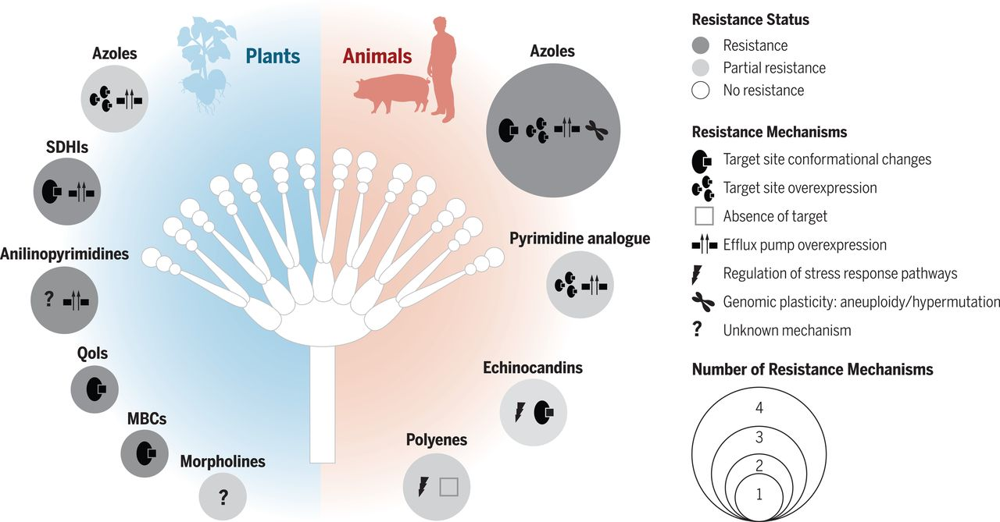 Plants
Animals
Azoles
SDHIs
Anilinopyrimidines
?
QoIs
MBCs
Morpholines
?
Azoles
Pyrimidine analogue
Echinocandins
Polyenes
Resistance Status
Resistance
Partial resistance
No resistance
Resistance Mechanisms
Target site conformational changes
Target site overexpression
Absence of target
Efflux pump overexpression
Regulation of stress response pathways
Genomic plasticity: aneuploidy/hypermutation
? Unknown mechanism
Number of Resistance Mechanisms
4
3
2
1